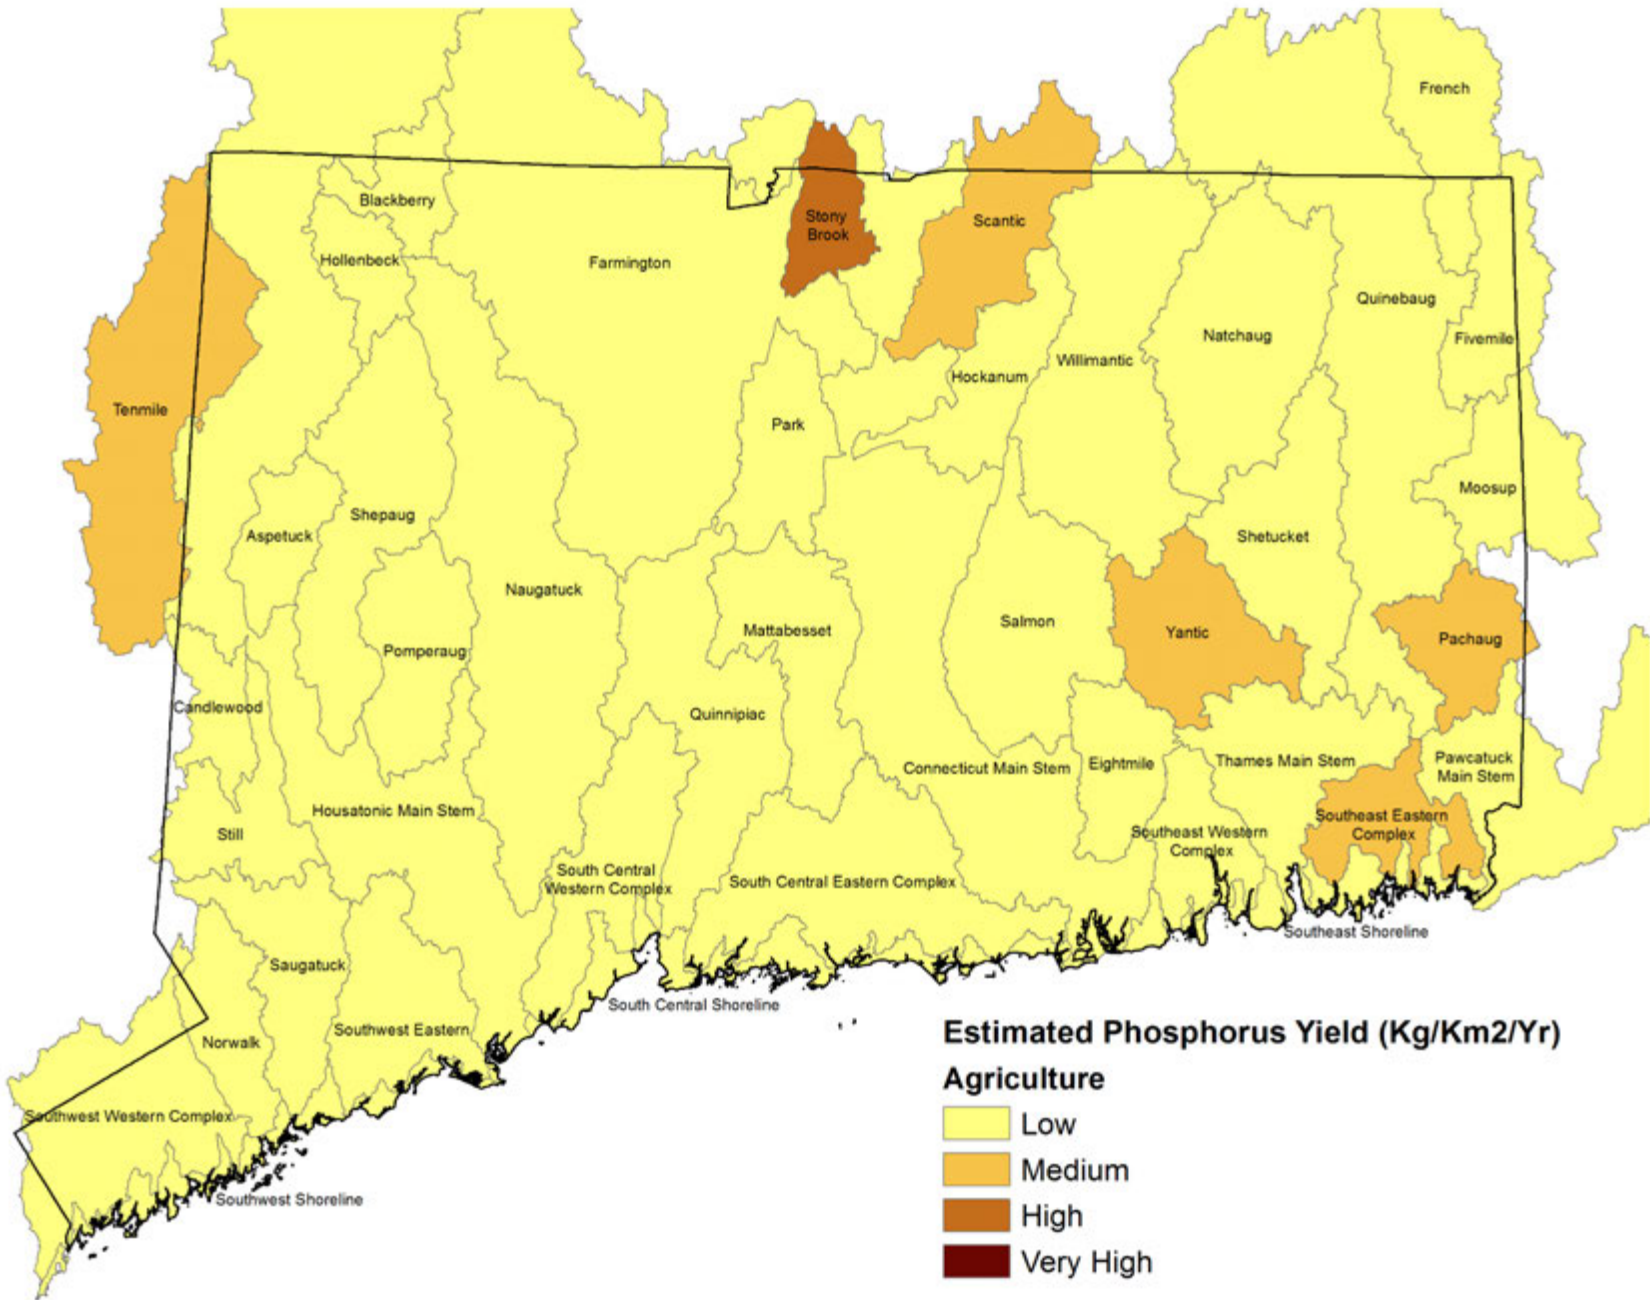 French
Blackberry
Stony
Brook
Scantic
Hollenbeck
Farmington
Quinebaug
Natchaug
Fivemile
Willimantic
Hockanum
Tenmile
Park
Moosup
Shepaug
Aspetuck
Shetucket
Naugatuck
Salmon
Mattabesset
Yantic
Pachaug
Pomperaug
Candlewood
Quinnipiac
Pawcatuck
Main Stem
Thames Main Stem
Eightmile
Connecticut Main Stem
Housatonic Main Stem
Southeast Eastern
Complex
Still
Southeast Western
Complex
South Central
Western Complex
South Central Eastern Complex
Southeast Shoreline
Saugatuck
South Central Shoreline
Southwest Eastern
Norwalk
Southwest Western Complex
Southwest Shoreline
Estimated Phosphorus Yield (Kg/Km2/Yr)
Agriculture
Low
Medium
High
Very High